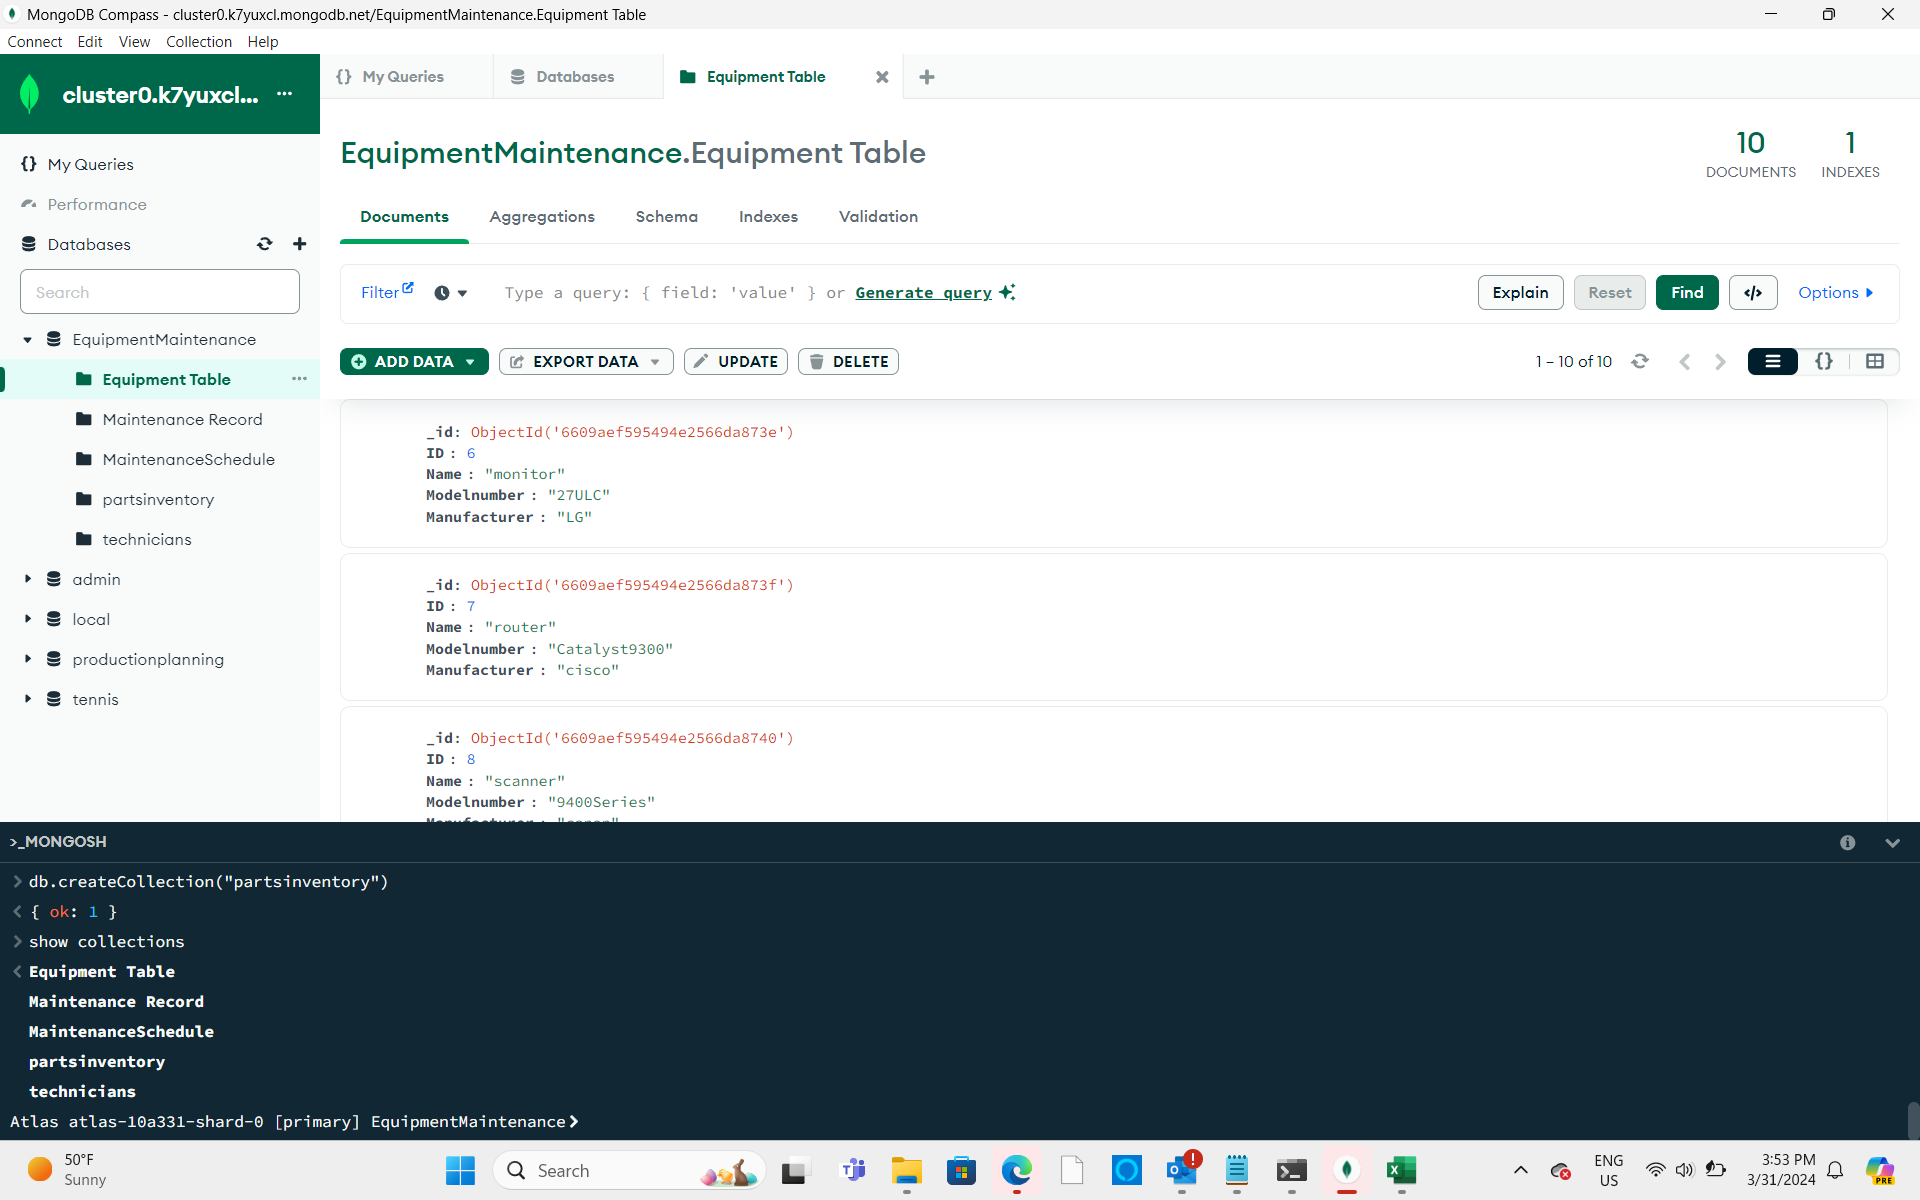 MongoDB Compass - cluster0.k7yuxcl.mongodb.net/EquipmentMaintenance.Equipment Table
Connect Edit View Collection Help
cluster0.k7yuxcl... ...
{} My Queries
Databases
Equipment Table
{} My Queries
Performance
Databases
Search
EquipmentMaintenance
Equipment Table ...
Maintenance Record
MaintenanceSchedule
partsinventory
technicians
admin
local
productionplanning
tennis
EquipmentMaintenance.Equipment Table
10
DOCUMENTS
1
INDEXES
Documents Aggregations Schema Indexes Validation
Filter Type a query: { field: 'value' } or Generate query Explain Reset Find </> Options
ADD DATA EXPORT DATA UPDATE DELETE 1 – 10 of 10 {}
_id: ObjectId('6609aef595494e2566da873e')
ID : 6
Name : "monitor"
Modelnumber : "27ULC"
Manufacturer : "LG"
_id: ObjectId('6609aef595494e2566da873f')
ID : 7
Name : "router"
Modelnumber : "Catalyst9300"
Manufacturer : "cisco"
_id: ObjectId('6609aef595494e2566da8740')
ID : 8
Name : "scanner"
Modelnumber : "9400Series"
>_MONGOSH
> db.createCollection("partsinventory")
< { ok: 1 }
> show collections
< Equipment Table
Maintenance Record
MaintenanceSchedule
partsinventory
technicians
Atlas atlas-10a331-shard-0 [primary] EquipmentMaintenance>
50°F
Sunny
Search
ENG
US
3:53 PM
3/31/2024
PRE